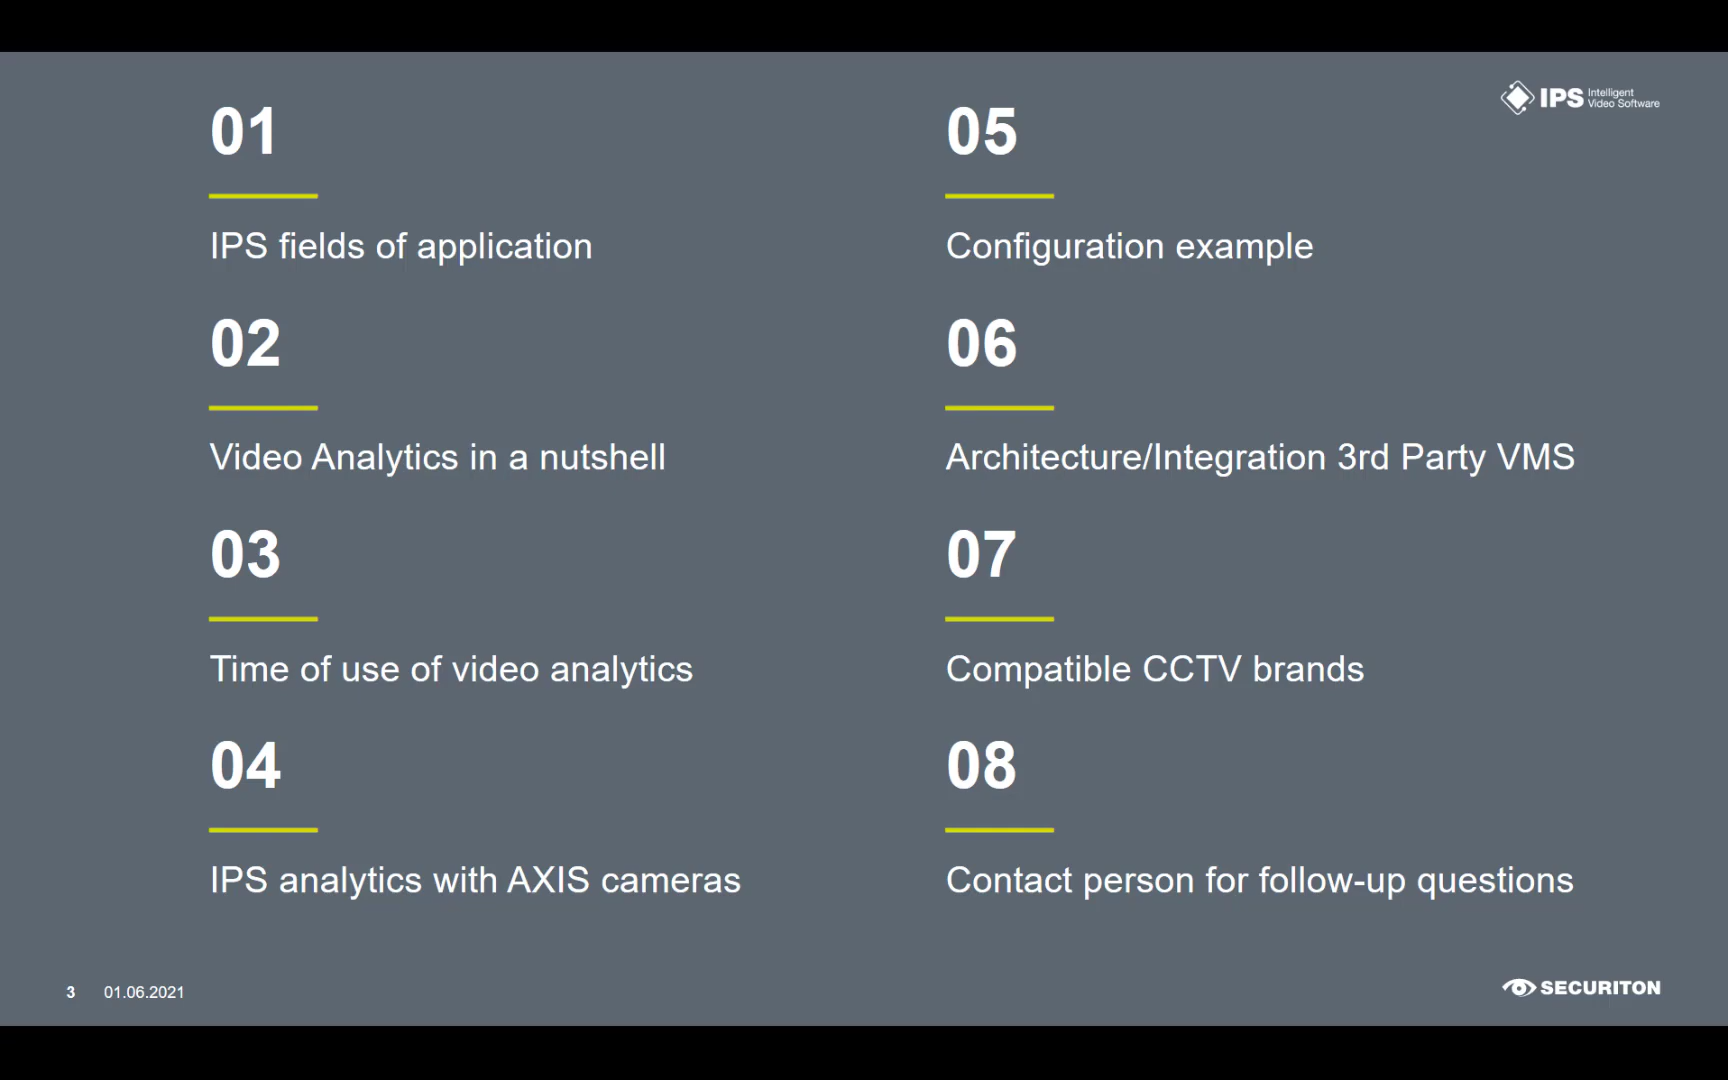 01
IPS fields of application
02
Video Analytics in a nutshell
03
Time of use of video analytics
04
IPS analytics with AXIS cameras
05
Configuration example
06
Architecture/Integration 3rd Party VMS
07
Compatible CCTV brands
08
Contact person for follow-up questions
IPS Intelligent
Video Software
3 01.06.2021
SECURITON